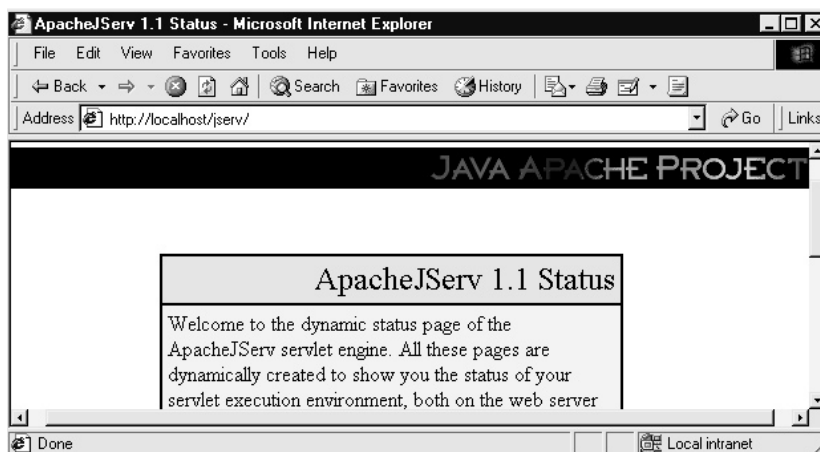 ApacheJServ 1.1 Status - Microsoft Internet Explorer
File Edit View Favorites Tools Help
Back Search Favorites History
Address http://localhost/jserv/ Go Links
JAVA APACHE PROJECT
ApacheJServ 1.1 Status
Welcome to the dynamic status page of the
ApacheJServ servlet engine. All these pages are
dynamically created to show you the status of your
servlet execution environment, both on the web server
Done Local intranet